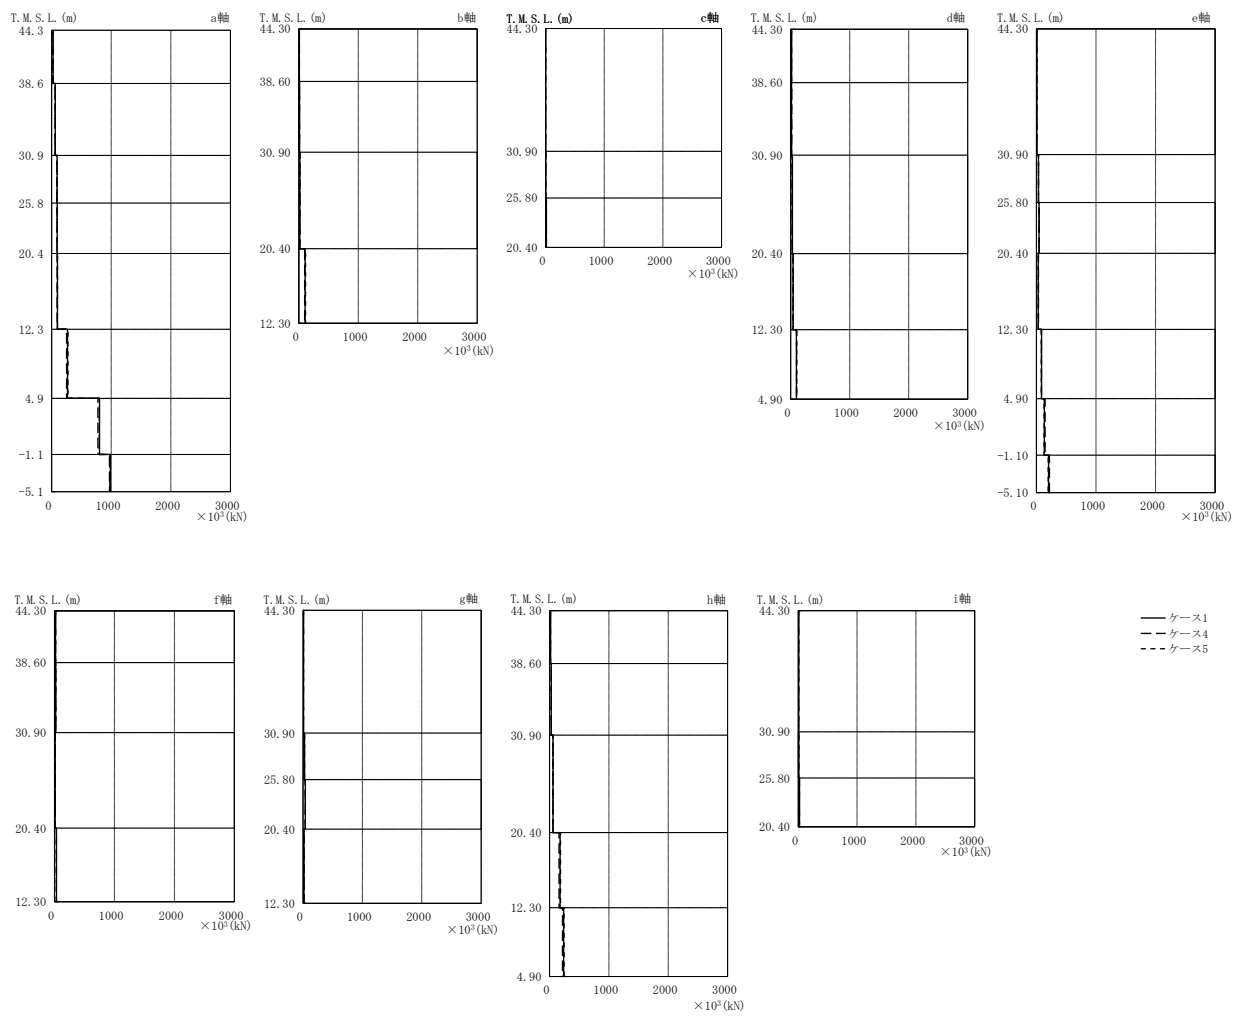 T.M.S.L.(m) a軸
44.3
38.6
30.9
25.8
20.4
12.3
4.9
-1.1
-5.1
0 1000 2000 3000
×10³(kN)
T.M.S.L.(m) b軸
44.30
38.60
30.90
20.40
12.30
0 1000 2000 3000
×10³(kN)
T.M.S.L.(m) c軸
44.30
30.90
25.80
20.40
0 1000 2000 3000
×10³(kN)
T.M.S.L.(m) d軸
44.30
38.60
30.90
20.40
12.30
4.90
0 1000 2000 3000
×10³(kN)
T.M.S.L.(m) e軸
44.30
30.90
25.80
20.40
12.30
4.90
-1.10
-5.10
0 1000 2000 3000
×10³(kN)
T.M.S.L.(m) f軸
44.30
38.60
30.90
20.40
12.30
0 1000 2000 3000
×10³(kN)
T.M.S.L.(m) g軸
44.30
30.90
25.80
20.40
12.30
0 1000 2000 3000
×10³(kN)
T.M.S.L.(m) h軸
44.30
38.60
30.90
20.40
12.30
4.90
0 1000 2000 3000
×10³(kN)
T.M.S.L.(m) i軸
44.30
30.90
25.80
20.40
0 1000 2000 3000
×10³(kN)
ケース1
ケース4
ケース5